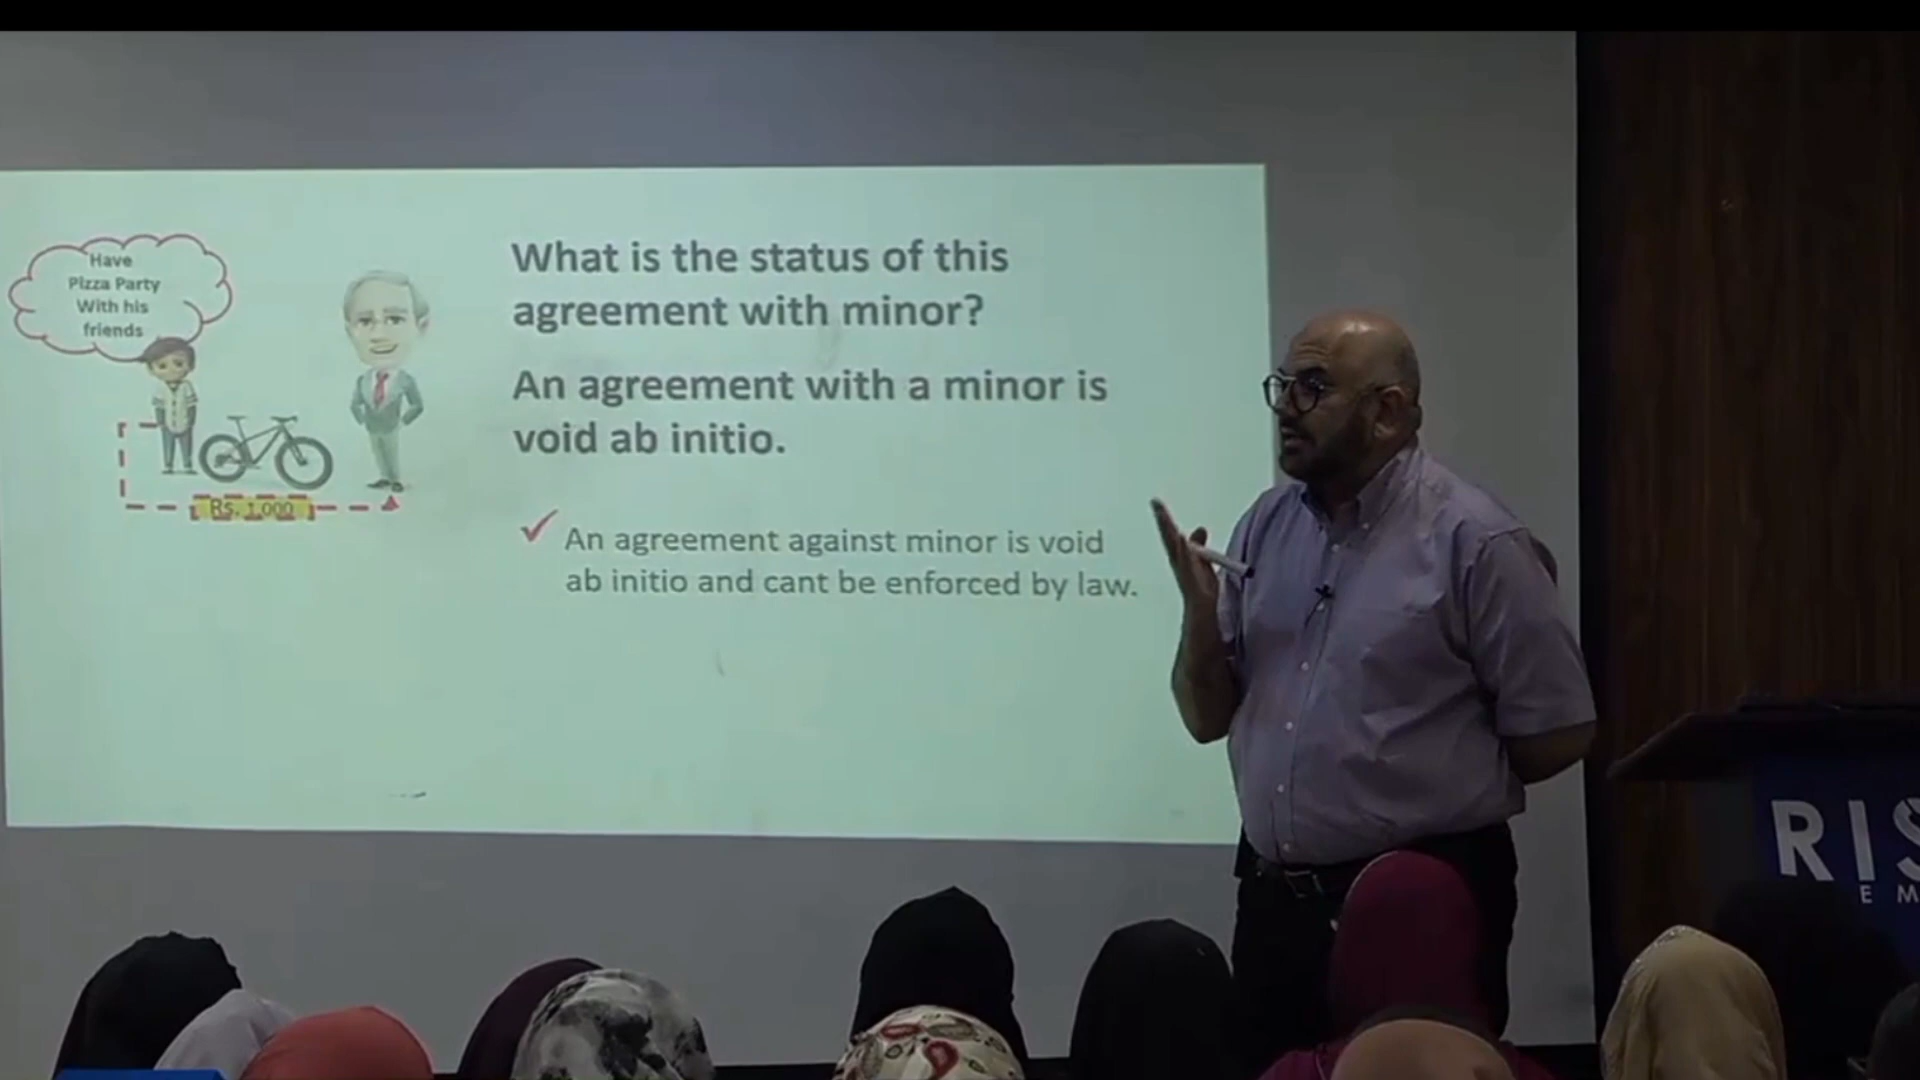 Have
Pizza Party
With his
friends
Rs. 1,000
What is the status of this
agreement with minor?
An agreement with a minor is
void ab initio.
An agreement against minor is void
ab initio and cant be enforced by law.
RIS
EM